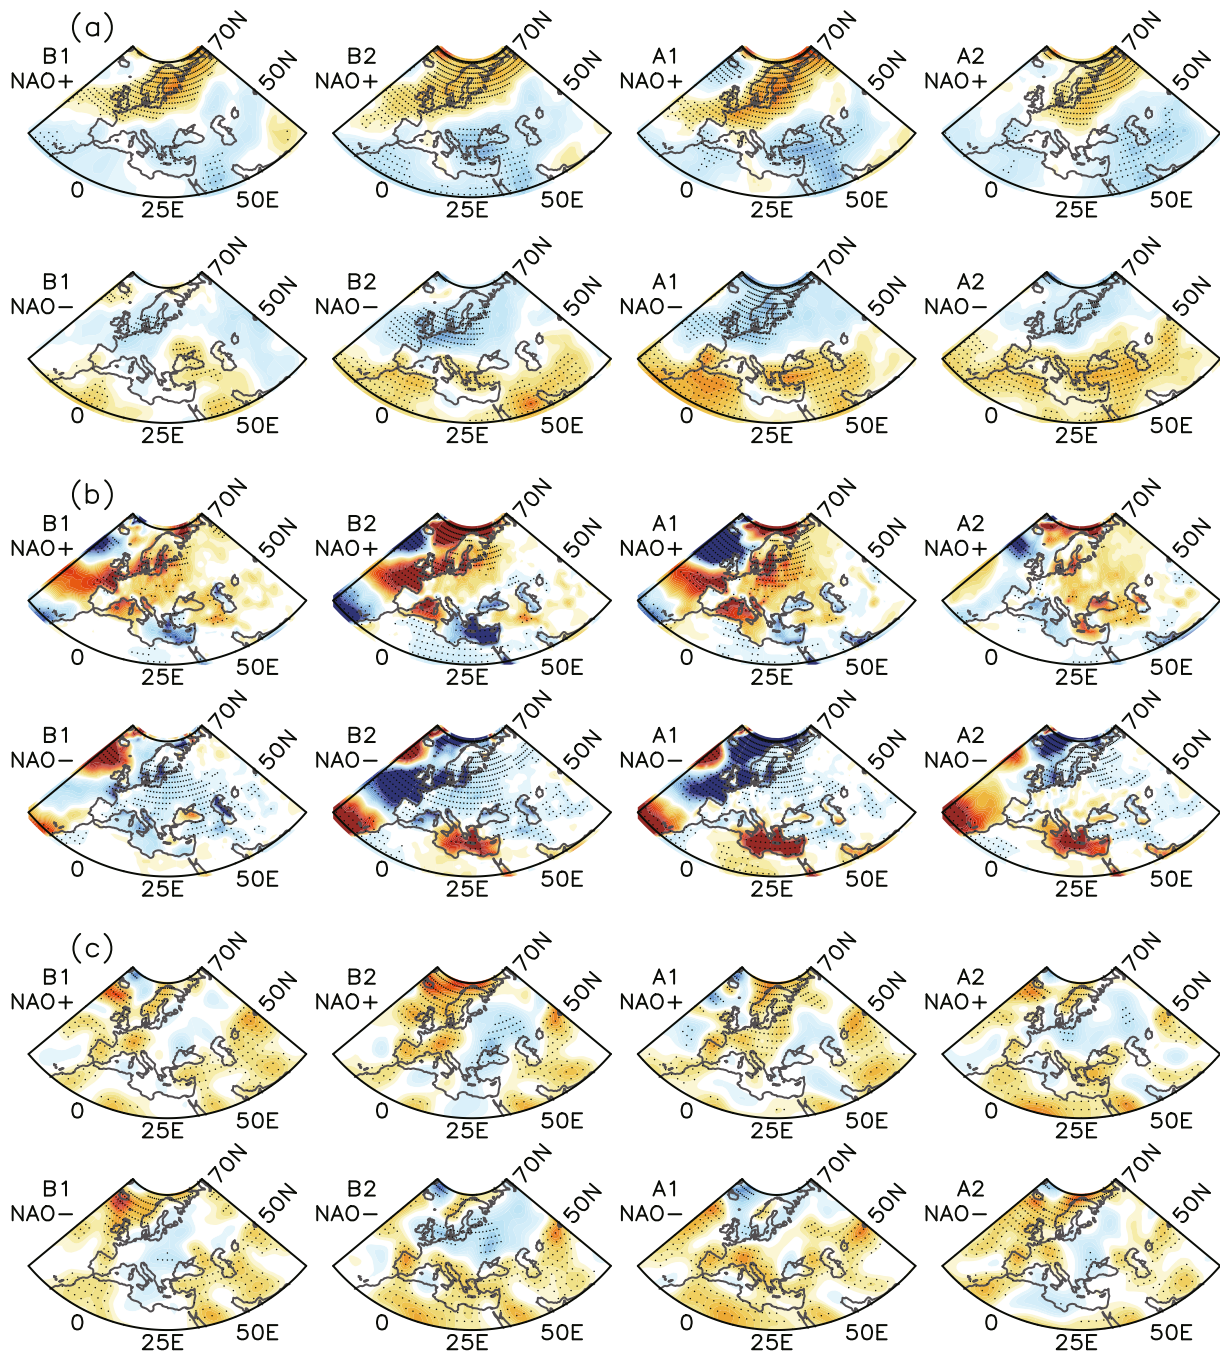 (a)
B1 NAO+ 70N 50N 0 25E 50E
B2 NAO+ 70N 50N 0 25E 50E
A1 NAO+ 70N 50N 0 25E 50E
A2 NAO+ 70N 50N 0 25E 50E
B1 NAO− 70N 50N 0 25E 50E
B2 NAO− 70N 50N 0 25E 50E
A1 NAO− 70N 50N 0 25E 50E
A2 NAO− 70N 50N 0 25E 50E
(b)
B1 NAO+ 70N 50N 0 25E 50E
B2 NAO+ 70N 50N 0 25E 50E
A1 NAO+ 70N 50N 0 25E 50E
A2 NAO+ 70N 50N 0 25E 50E
B1 NAO− 70N 50N 0 25E 50E
B2 NAO− 70N 50N 0 25E 50E
A1 NAO− 70N 50N 0 25E 50E
A2 NAO− 70N 50N 0 25E 50E
(c)
B1 NAO+ 70N 50N 0 25E 50E
B2 NAO+ 70N 50N 0 25E 50E
A1 NAO+ 70N 50N 0 25E 50E
A2 NAO+ 70N 50N 0 25E 50E
B1 NAO− 70N 50N 0 25E 50E
B2 NAO− 70N 50N 0 25E 50E
A1 NAO− 70N 50N 0 25E 50E
A2 NAO− 70N 50N 0 25E 50E